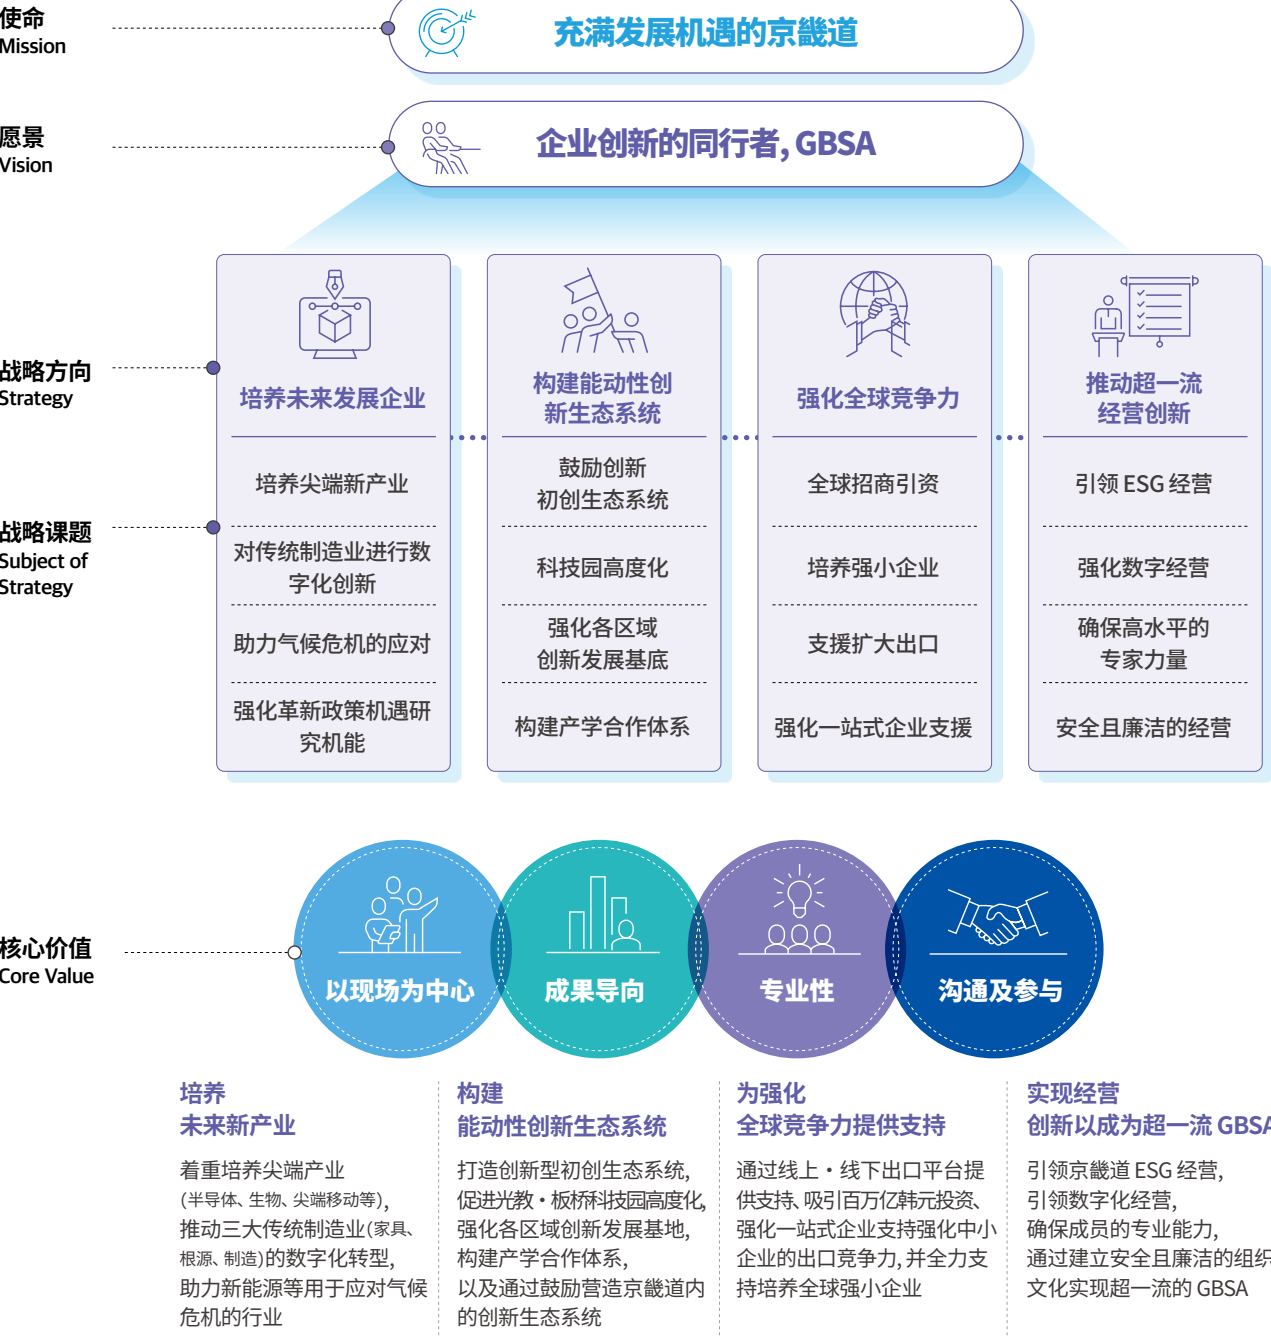 使命
Mission
充满发展机遇的京畿道
愿景
Vision
企业创新的同行者, GBSA
战略方向
Strategy
培养未来发展企业
构建能动性创
新生态系统
强化全球竞争力
推动超一流
经营创新
战略课题
Subject of
Strategy
培养尖端新产业
对传统制造业进行数
字化创新
助力气候危机的应对
强化革新政策机遇研
究机能
鼓励创新
初创生态系统
科技园高度化
强化各区域
创新发展基底
构建产学合作体系
全球招商引资
培养强小企业
支援扩大出口
强化一站式企业支援
引领 ESG 经营
强化数字经营
确保高水平的
专家力量
安全且廉洁的经营
核心价值
Core Value
以现场为中心
成果导向
专业性
沟通及参与
培养
未来新产业
着重培养尖端产业
(半导体、生物、尖端移动等),
推动三大传统制造业(家具、
根源、制造)的数字化转型,
助力新能源等用于应对气候
危机的行业
构建
能动性创新生态系统
打造创新型初创生态系统,
促进光教・板桥科技园高度化,
强化各区域创新发展基地,
构建产学合作体系,
以及通过鼓励营造京畿道内
的创新生态系统
为强化
全球竞争力提供支持
通过线上・线下出口平台提
供支持、吸引百万亿韩元投资、
强化一站式企业支持强化中小
企业的出口竞争力, 并全力支
持培养全球强小企业
实现经营
创新以成为超一流 GBSA
引领京畿道 ESG 经营,
引领数字化经营,
确保成员的专业能力,
通过建立安全且廉洁的组织
文化实现超一流的 GBSA